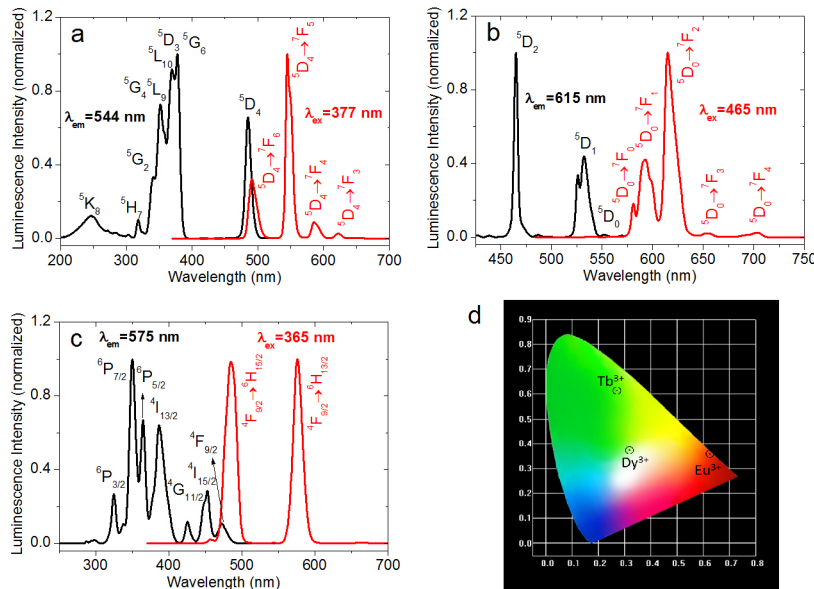 a
Luminescence Intensity (normalized)
1.2
0.8
0.4
0.0
200 300 400 500 600 700
Wavelength (nm)
λem=544 nm
λex=377 nm
⁵K₈
⁵H₇
⁵G₂
⁵G₄ ⁵L₉
⁵L₁₀
⁵D₃ ⁵G₆
⁵D₄
⁵D₄→⁷F₆
⁵D₄→⁷F₅
⁵D₄→⁷F₄
⁵D₄→⁷F₃
b
Luminescence Intensity (normalized)
1.2
0.8
0.4
0.0
450 500 550 600 650 700 750
Wavelength (nm)
λem=615 nm
λex=465 nm
⁵D₂
⁵D₁
⁵D₀
⁵D₀→⁷F₀
⁵D₀→⁷F₁
⁵D₀→⁷F₂
⁵D₀→⁷F₃
⁵D₀→⁷F₄
c
Luminescence Intensity (normalized)
1.2
0.8
0.4
0.0
300 400 500 600 700
Wavelength (nm)
λem=575 nm
λex=365 nm
⁶P3/2
⁶P7/2
⁶P5/2
⁴I13/2
⁴G11/2
⁴I15/2
⁴F9/2
⁴F9/2→⁶H15/2
⁴F9/2→⁶H13/2
d
0.9
0.8
0.7
0.6
0.5
0.4
0.3
0.2
0.1
0.0
0.0 0.1 0.2 0.3 0.4 0.5 0.6 0.7 0.8
Tb³⁺
Dy³⁺
Eu³⁺